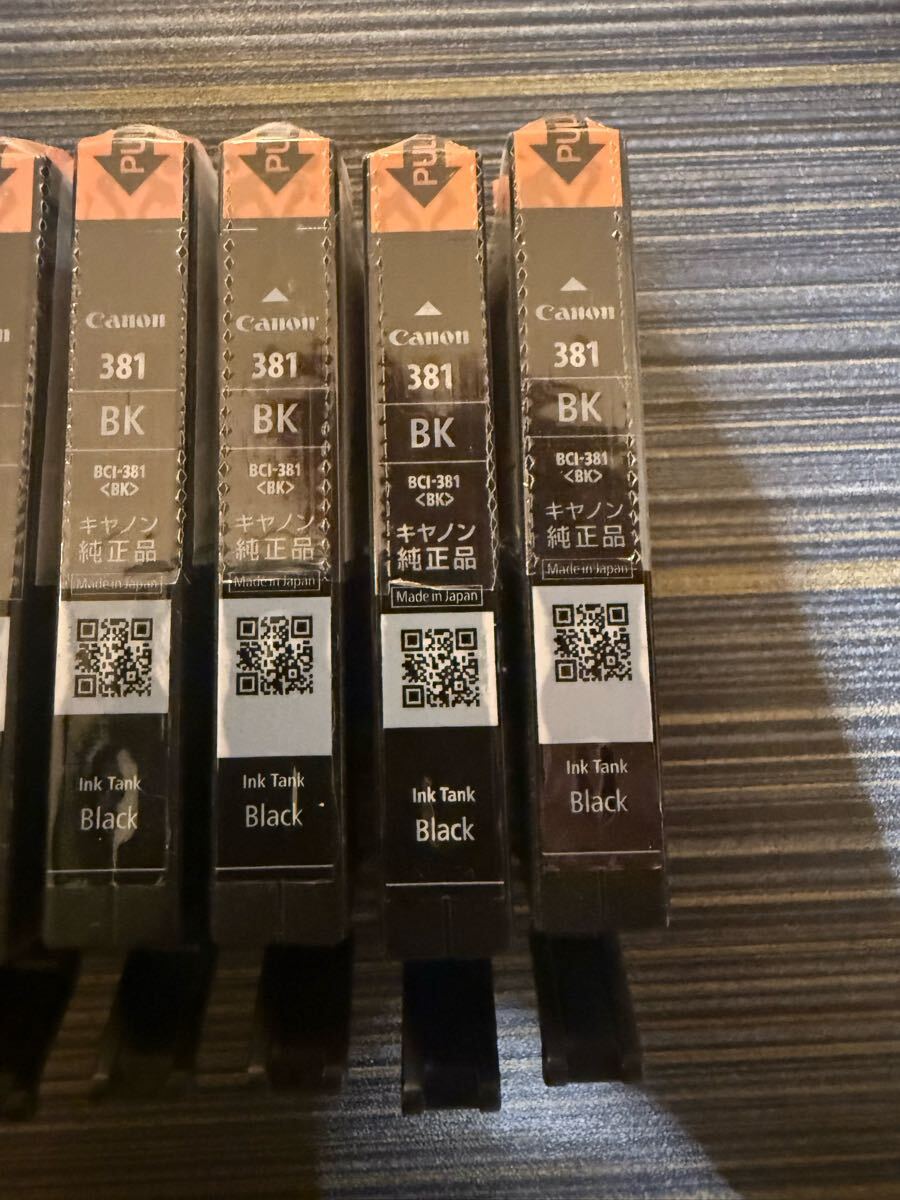 PULL
Canon
381
BK
BCI-381
<BK>
キヤノン
純正品
Made in Japan
Ink Tank
Black
PULL
Canon
381
BK
BCI-381
<BK>
キヤノン
純正品
Made in Japan
Ink Tank
Black
PULL
Canon
381
BK
BCI-381
<BK>
キヤノン
純正品
Made in Japan
Ink Tank
Black
PULL
Canon
381
BK
BCI-381
<BK>
キヤノン
純正品
Made in Japan
Ink Tank
Black